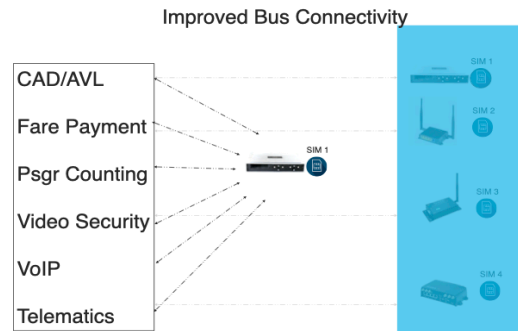 Improved Bus Connectivity
CAD/AVL
Fare Payment
Psgr Counting
Video Security
VoIP
Telematics
SIM 1
SIM 1
SIM 2
SIM 3
SIM 4